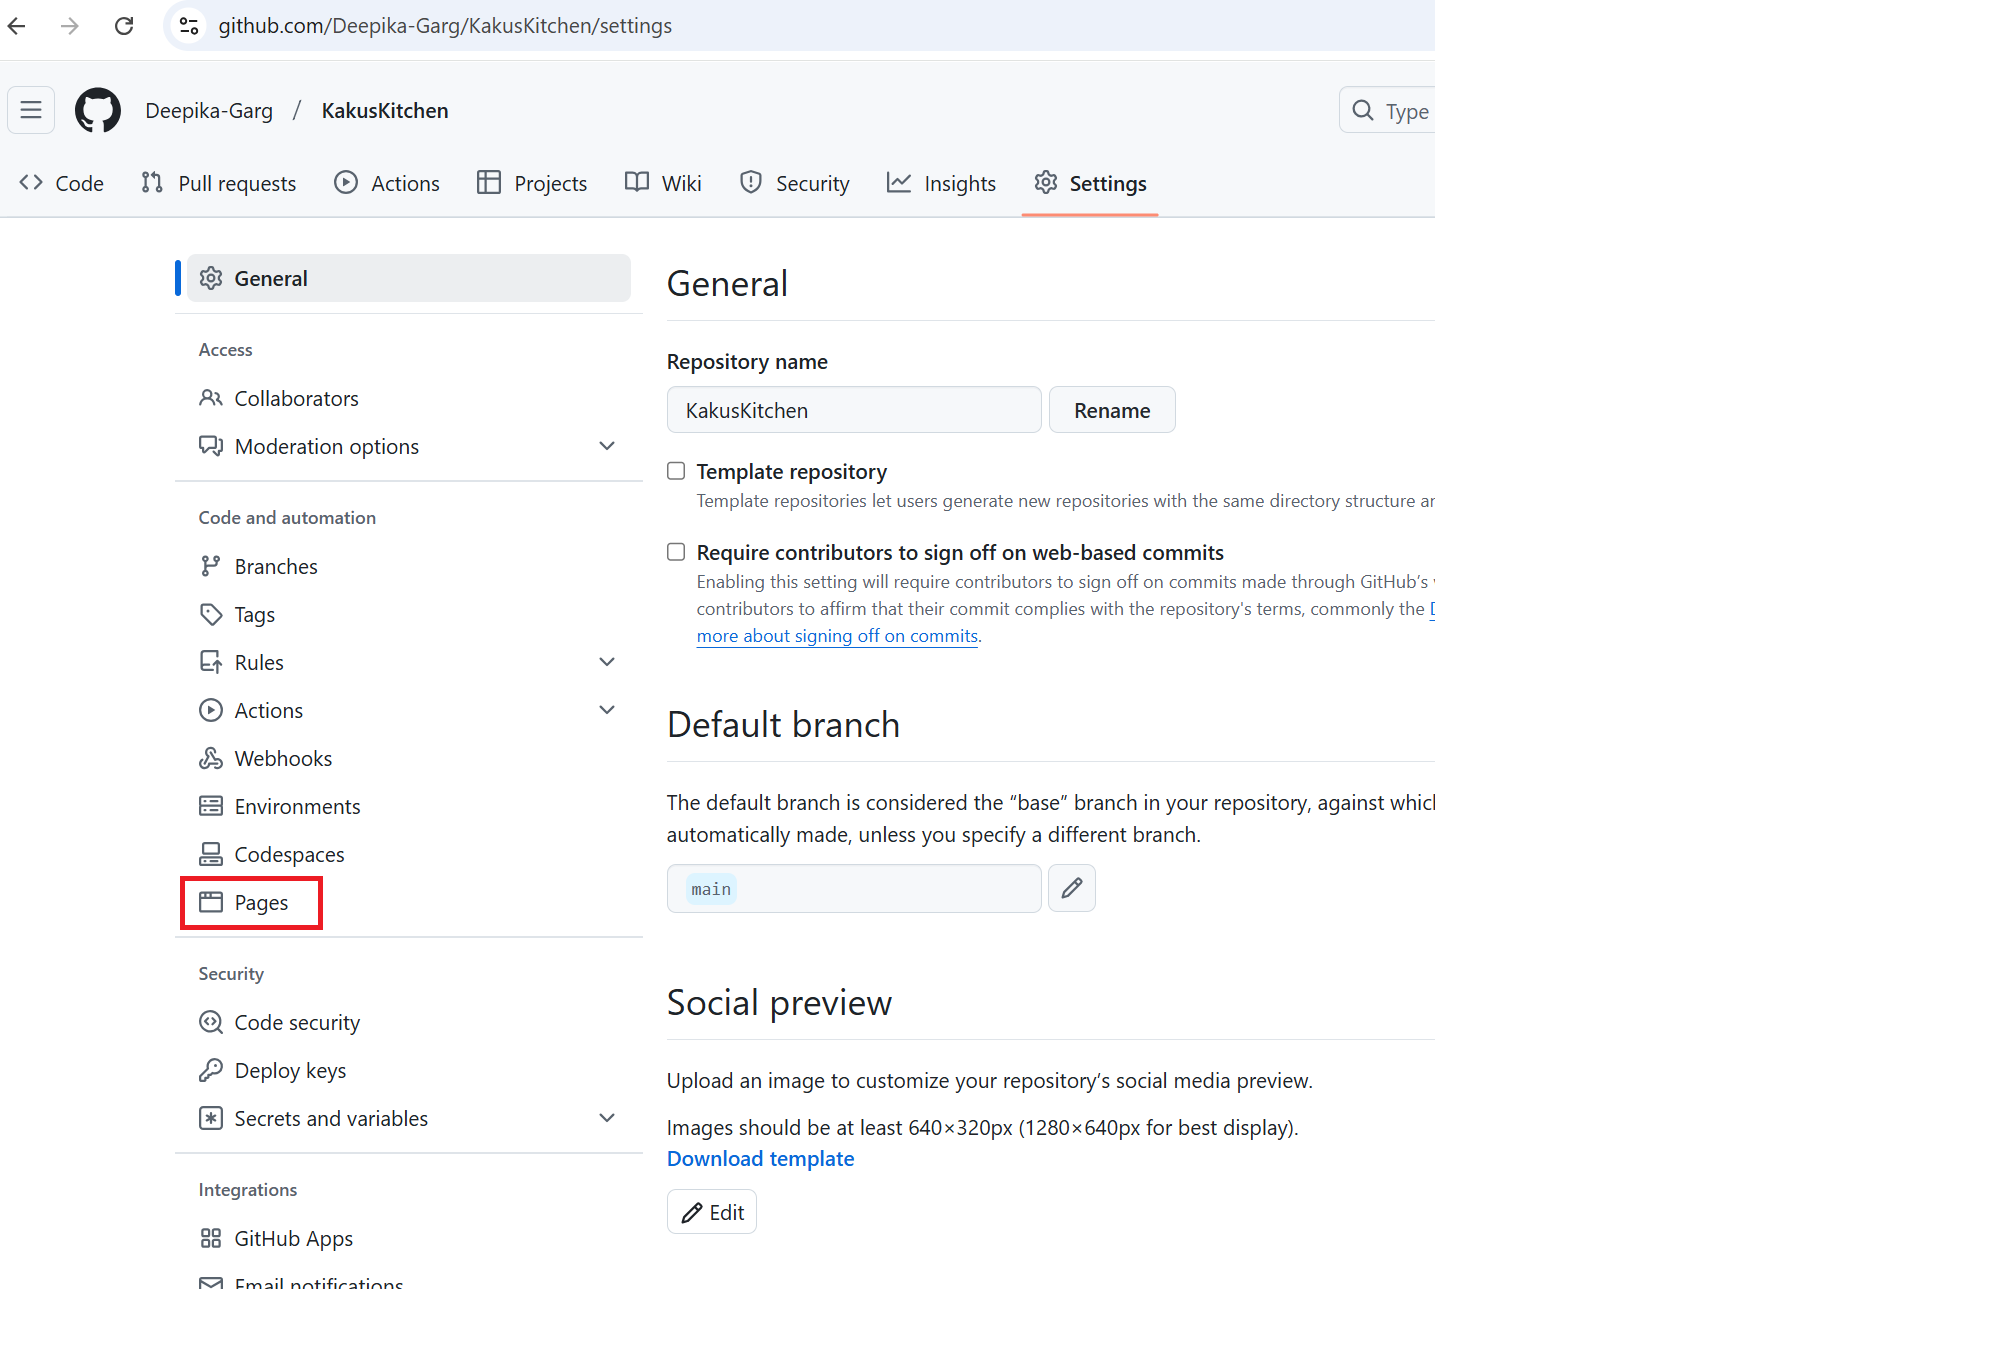 github.com/Deepika-Garg/KakusKitchen/settings
Deepika-Garg / KakusKitchen
Type
Code Pull requests Actions Projects Wiki Security Insights Settings
General
Access
Collaborators
Moderation options
Code and automation
Branches
Tags
Rules
Actions
Webhooks
Environments
Codespaces
Pages
Security
Code security
Deploy keys
Secrets and variables
Integrations
GitHub Apps
Email notifications
General
Repository name
KakusKitchen Rename
Template repository
Template repositories let users generate new repositories with the same directory structure
Require contributors to sign off on web-based commits
Enabling this setting will require contributors to sign off on commits made through GitHub’s
contributors to affirm that their commit complies with the repository's terms, commonly the
more about signing off on commits.
Default branch
The default branch is considered the “base” branch in your repository, against
automatically made, unless you specify a different branch.
main
Social preview
Upload an image to customize your repository’s social media preview.
Images should be at least 640×320px (1280×640px for best display).
Download template
Edit